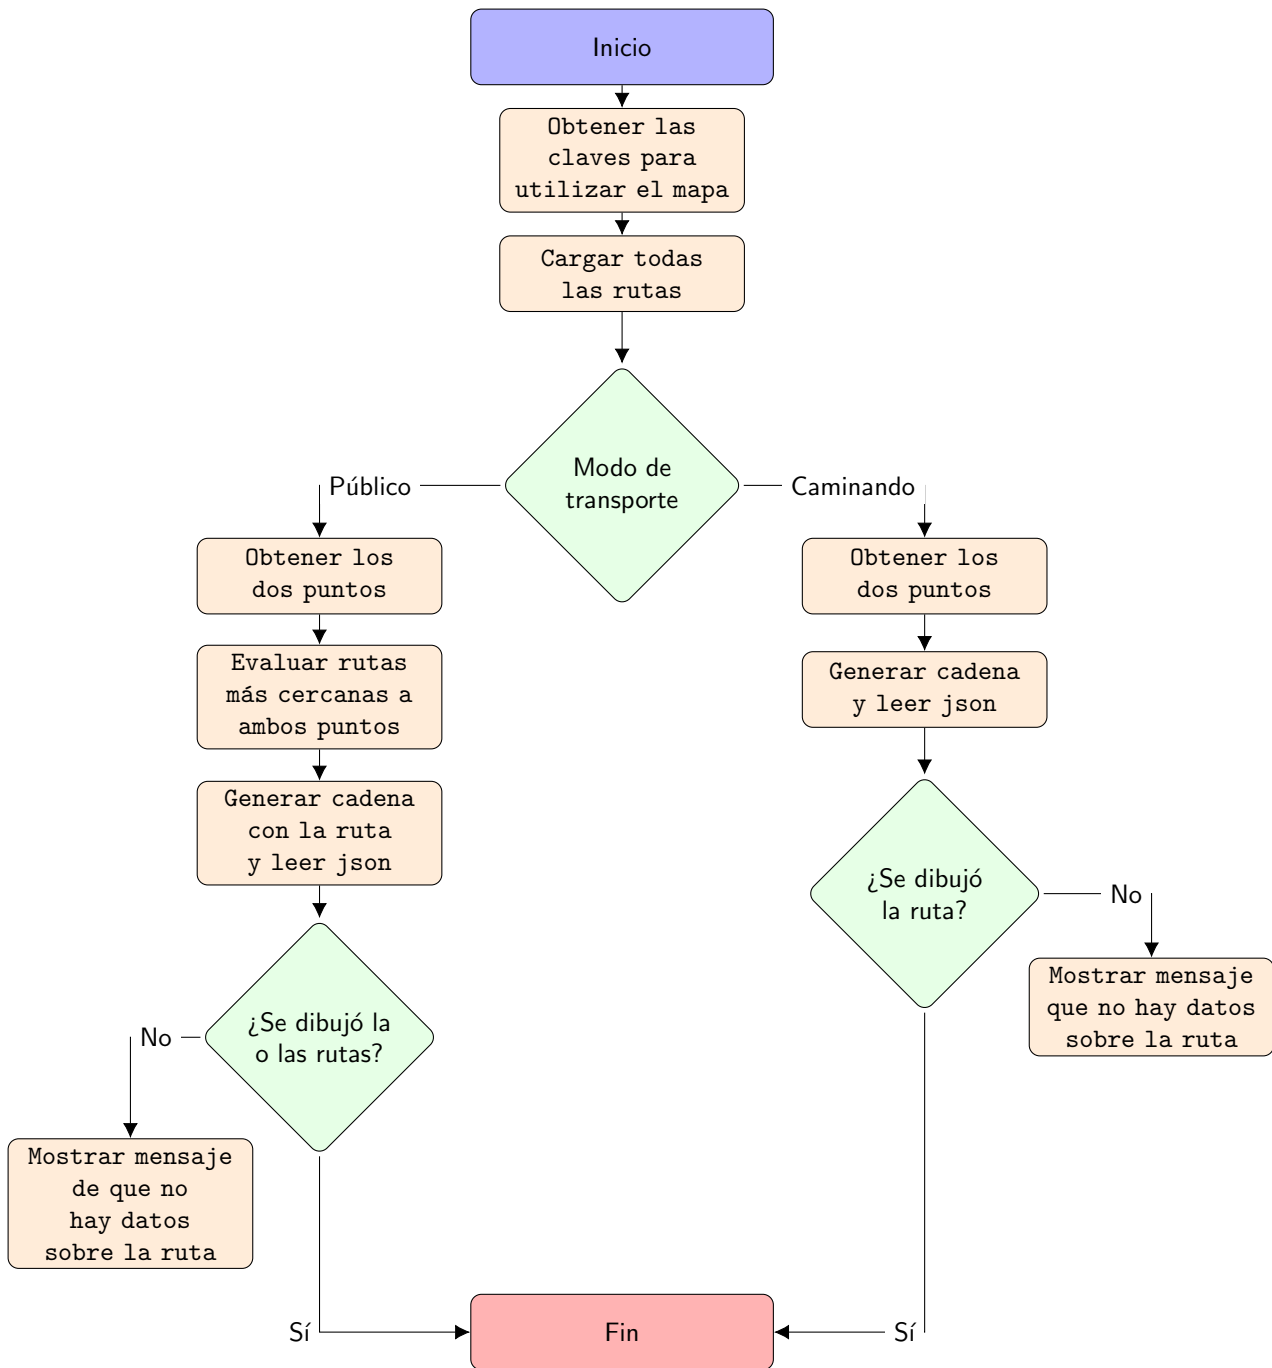 Inicio
Obtener las
claves para
utilizar el mapa
Cargar todas
las rutas
Modo de
transporte
Público
Caminando
Obtener los
dos puntos
Evaluar rutas
más cercanas a
ambos puntos
Generar cadena
con la ruta
y leer json
¿Se dibujó la
o las rutas?
No
Mostrar mensaje
de que no
hay datos
sobre la ruta
Sí
Obtener los
dos puntos
Generar cadena
y leer json
¿Se dibujó
la ruta?
No
Mostrar mensaje
que no hay datos
sobre la ruta
Sí
Fin